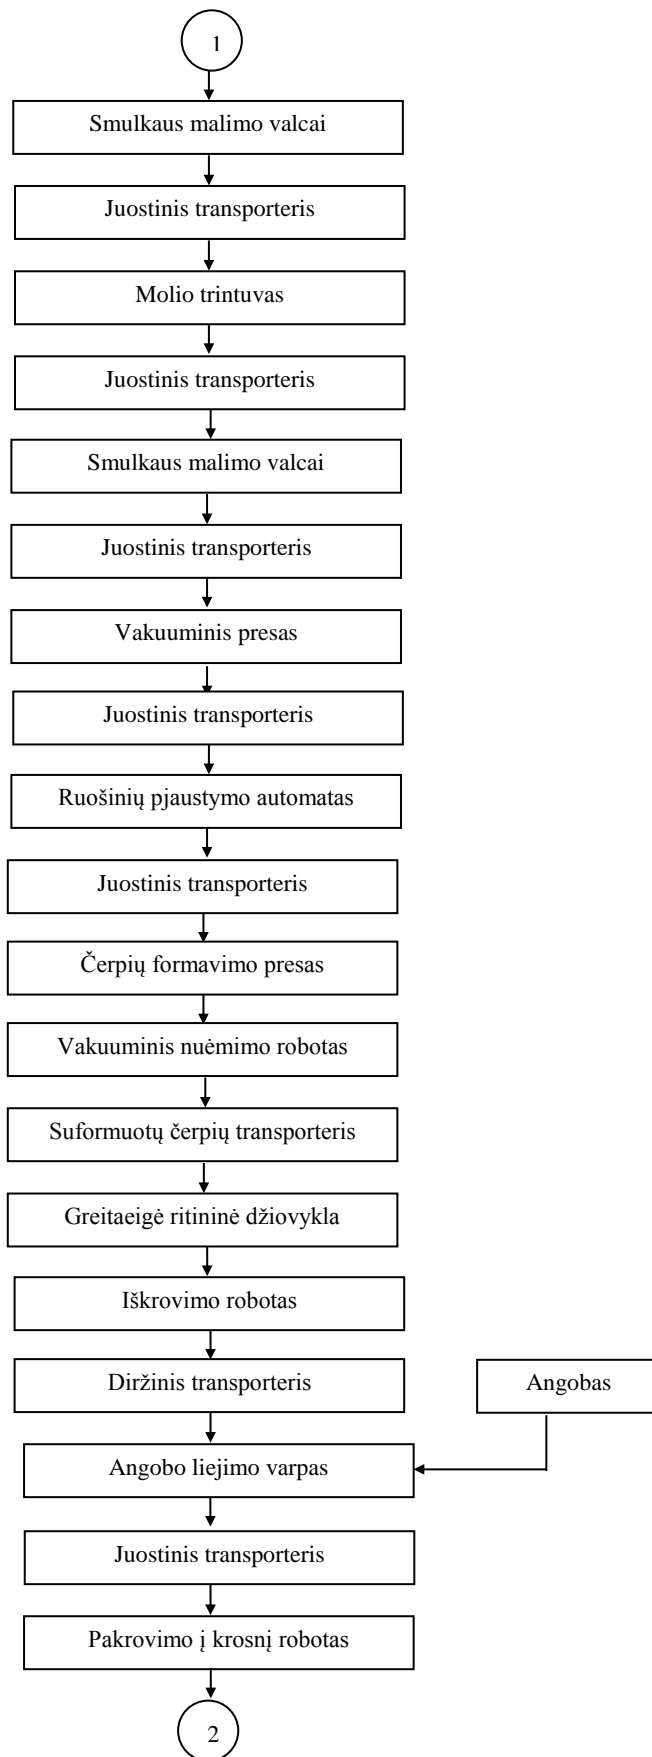 1
Smulkaus malimo valcai
Juostinis transporteris
Molio trintuvas
Juostinis transporteris
Smulkaus malimo valcai
Juostinis transporteris
Vakuuminis presas
Juostinis transporteris
Ruošinių pjaustymo automatas
Juostinis transporteris
Čerpių formavimo presas
Vakuuminis nuėmimo robotas
Suformuotų čerpių transporteris
Greitaeigė ritininė džiovykla
Iškrovimo robotas
Diržinis transporteris
Angobas
Angobo liejimo varpas
Juostinis transporteris
Pakrovimo į krosnį robotas
2